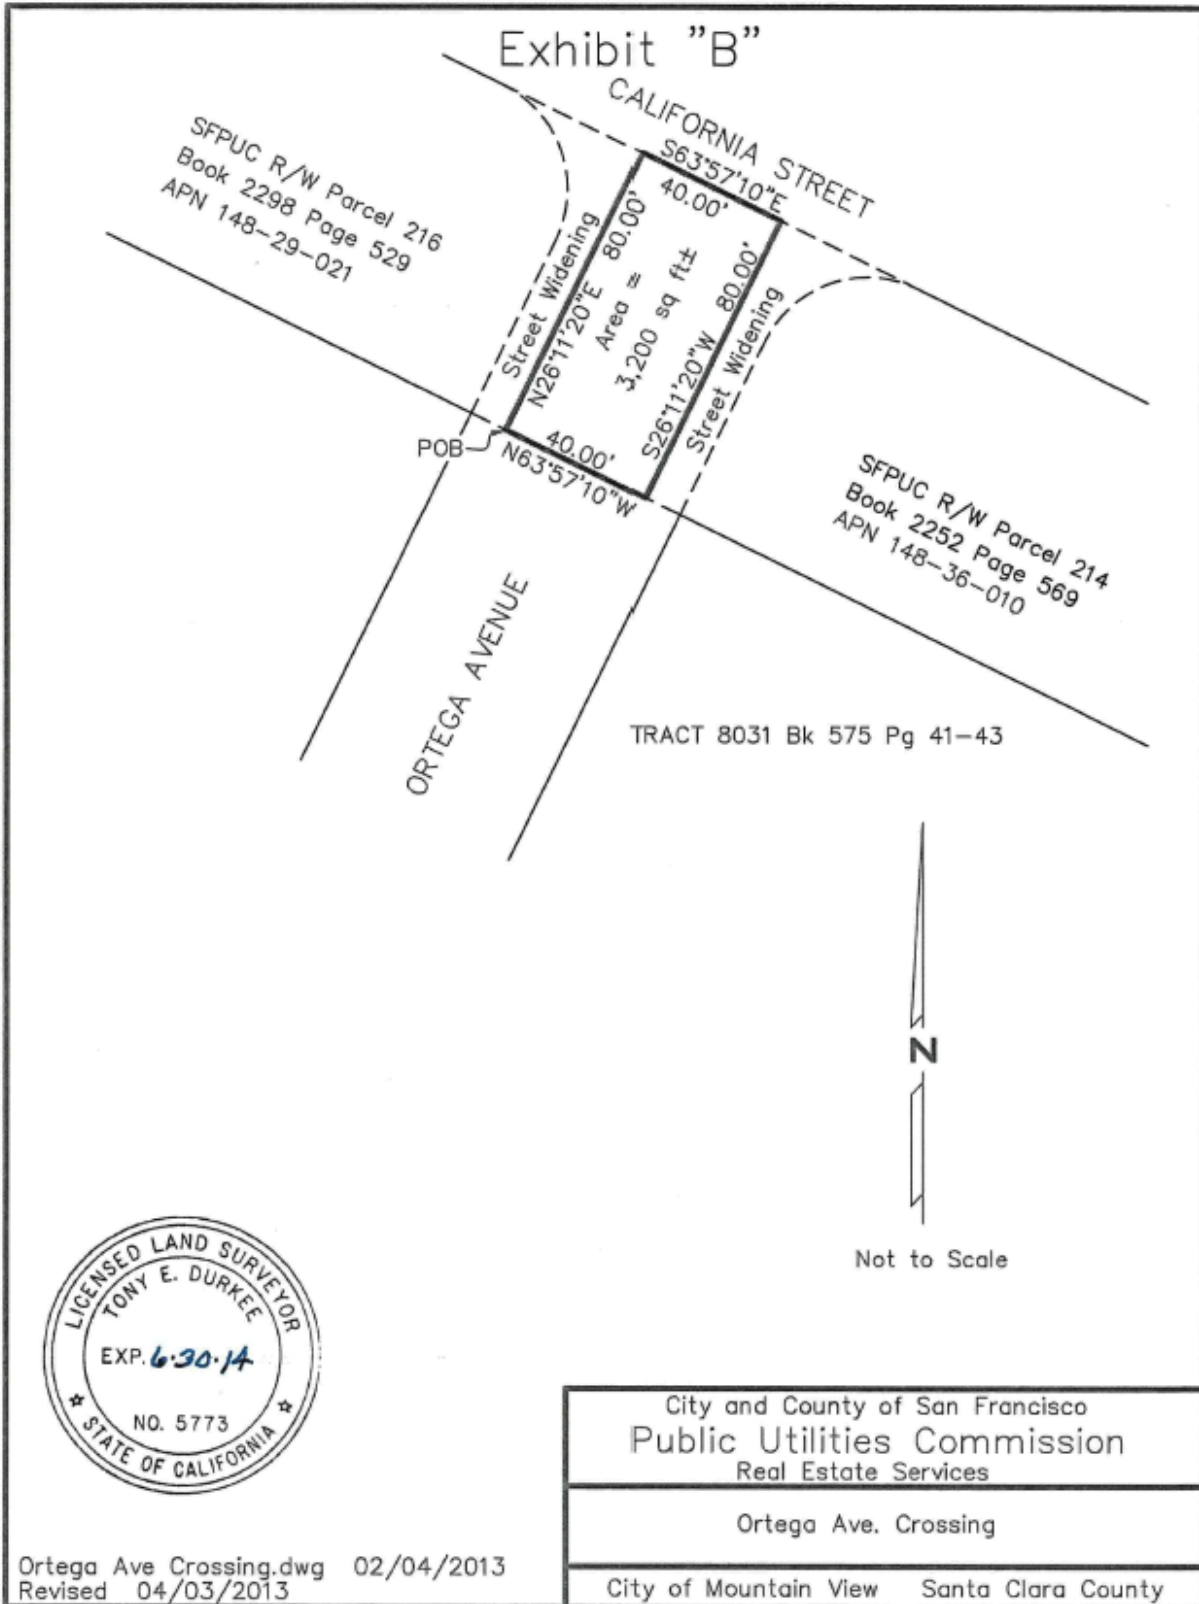 Exhibit "B"
CALIFORNIA STREET
S63°57'10"E
40.00'
SFPUC R/W Parcel 216
Book 2298 Page 529
APN 148-29-021
Street Widening
N26°11'20"E 80.00'
Area =
3,200 sq ft±
S26°11'20"W 80.00'
Street Widening
POB
40.00'
N63°57'10"W
SFPUC R/W Parcel 214
Book 2252 Page 569
APN 148-36-010
ORTEGA AVENUE
TRACT 8031 Bk 575 Pg 41-43
N
Not to Scale
LICENSED LAND SURVEYOR
TONY E. DURKEE
EXP. 6-30-14
NO. 5773
STATE OF CALIFORNIA
City and County of San Francisco
Public Utilities Commission
Real Estate Services
Ortega Ave. Crossing
City of Mountain View Santa Clara County
Ortega Ave Crossing.dwg 02/04/2013
Revised 04/03/2013